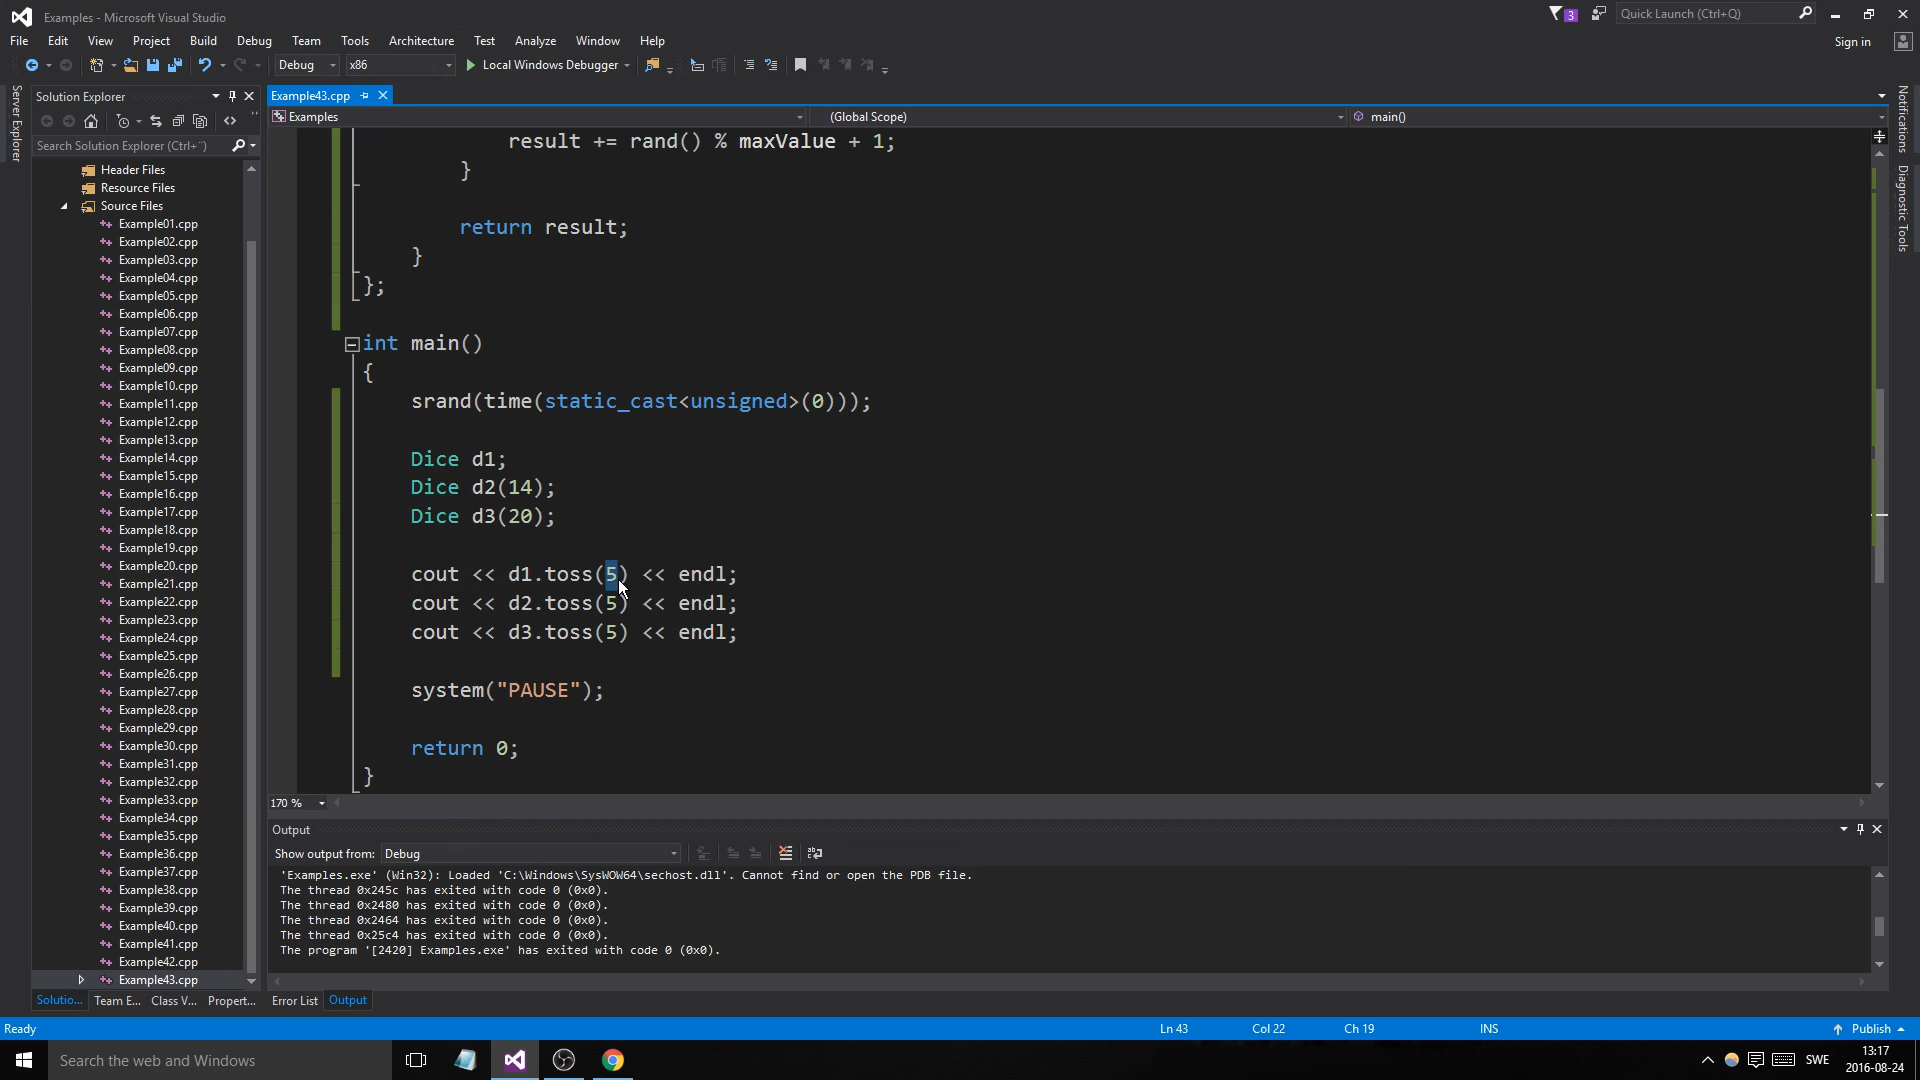 Examples - Microsoft Visual Studio
3
Quick Launch (Ctrl+Q)
File Edit View Project Build Debug Team Tools Architecture Test Analyze Window Help
Sign in
Debug x86 Local Windows Debugger
Server Explorer
Solution Explorer
Search Solution Explorer (Ctrl+¨)
Header Files
Resource Files
Source Files
Example01.cpp
Example02.cpp
Example03.cpp
Example04.cpp
Example05.cpp
Example06.cpp
Example07.cpp
Example08.cpp
Example09.cpp
Example10.cpp
Example11.cpp
Example12.cpp
Example13.cpp
Example14.cpp
Example15.cpp
Example16.cpp
Example17.cpp
Example18.cpp
Example19.cpp
Example20.cpp
Example21.cpp
Example22.cpp
Example23.cpp
Example24.cpp
Example25.cpp
Example26.cpp
Example27.cpp
Example28.cpp
Example29.cpp
Example30.cpp
Example31.cpp
Example32.cpp
Example33.cpp
Example34.cpp
Example35.cpp
Example36.cpp
Example37.cpp
Example38.cpp
Example39.cpp
Example40.cpp
Example41.cpp
Example42.cpp
Example43.cpp
Solutio... Team E... Class V... Propert...
Example43.cpp
Examples (Global Scope) main()
result += rand() % maxValue + 1;
}
return result;
}
};
int main()
{
srand(time(static_cast<unsigned>(0)));
Dice d1;
Dice d2(14);
Dice d3(20);
cout << d1.toss(5) << endl;
cout << d2.toss(5) << endl;
cout << d3.toss(5) << endl;
system("PAUSE");
return 0;
}
170 %
Output
Show output from: Debug
'Examples.exe' (Win32): Loaded 'C:\Windows\SysWOW64\sechost.dll'. Cannot find or open the PDB file.
The thread 0x245c has exited with code 0 (0x0).
The thread 0x2480 has exited with code 0 (0x0).
The thread 0x2464 has exited with code 0 (0x0).
The thread 0x25c4 has exited with code 0 (0x0).
The program '[2420] Examples.exe' has exited with code 0 (0x0).
Error List Output
Notifications
Diagnostic Tools
Ready Ln 43 Col 22 Ch 19 INS Publish
Search the web and Windows
SWE
13:17
2016-08-24